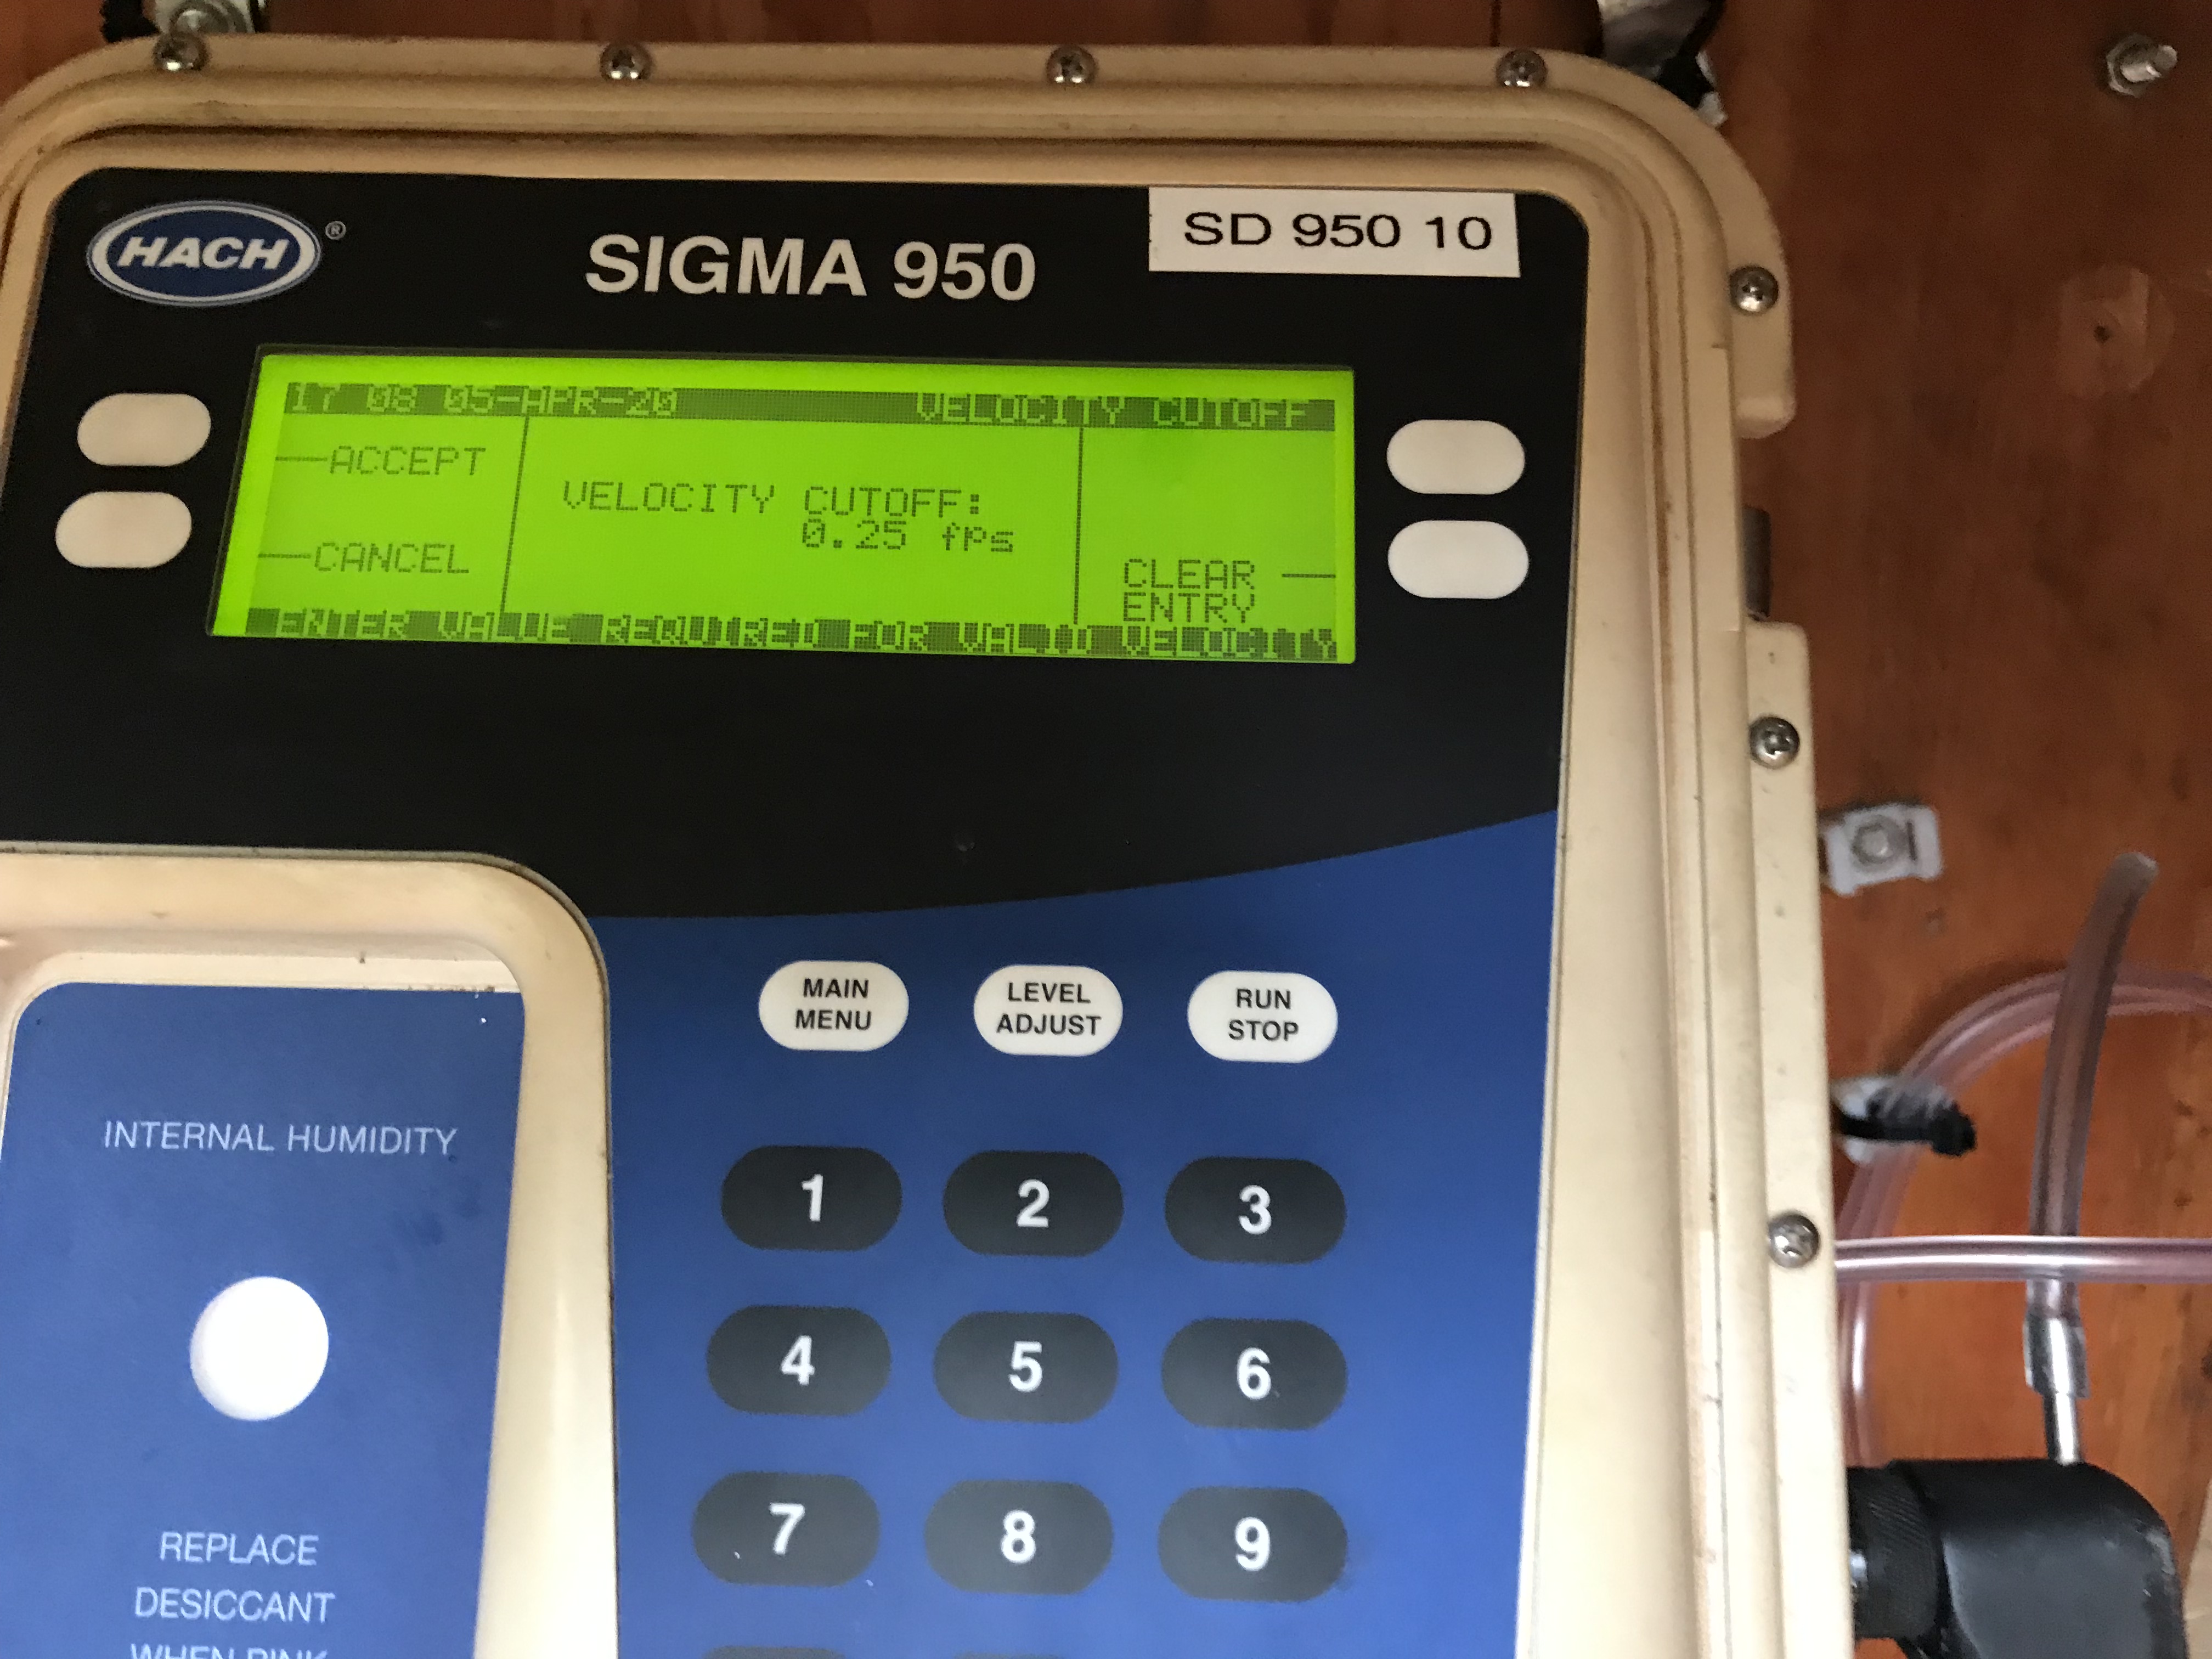 HACH®
SIGMA 950
SD 950 10
17 08 05-APR-20 VELOCITY CUTOFF
ACCEPT
VELOCITY CUTOFF:
0.25 fps
CANCEL
CLEAR
ENTRY
ENTER VALUE REQUIRED FOR VALID VELOCITY
MAIN
MENU
LEVEL
ADJUST
RUN
STOP
INTERNAL HUMIDITY
1 2 3
4 5 6
7 8 9
REPLACE
DESICCANT
WHEN PINK